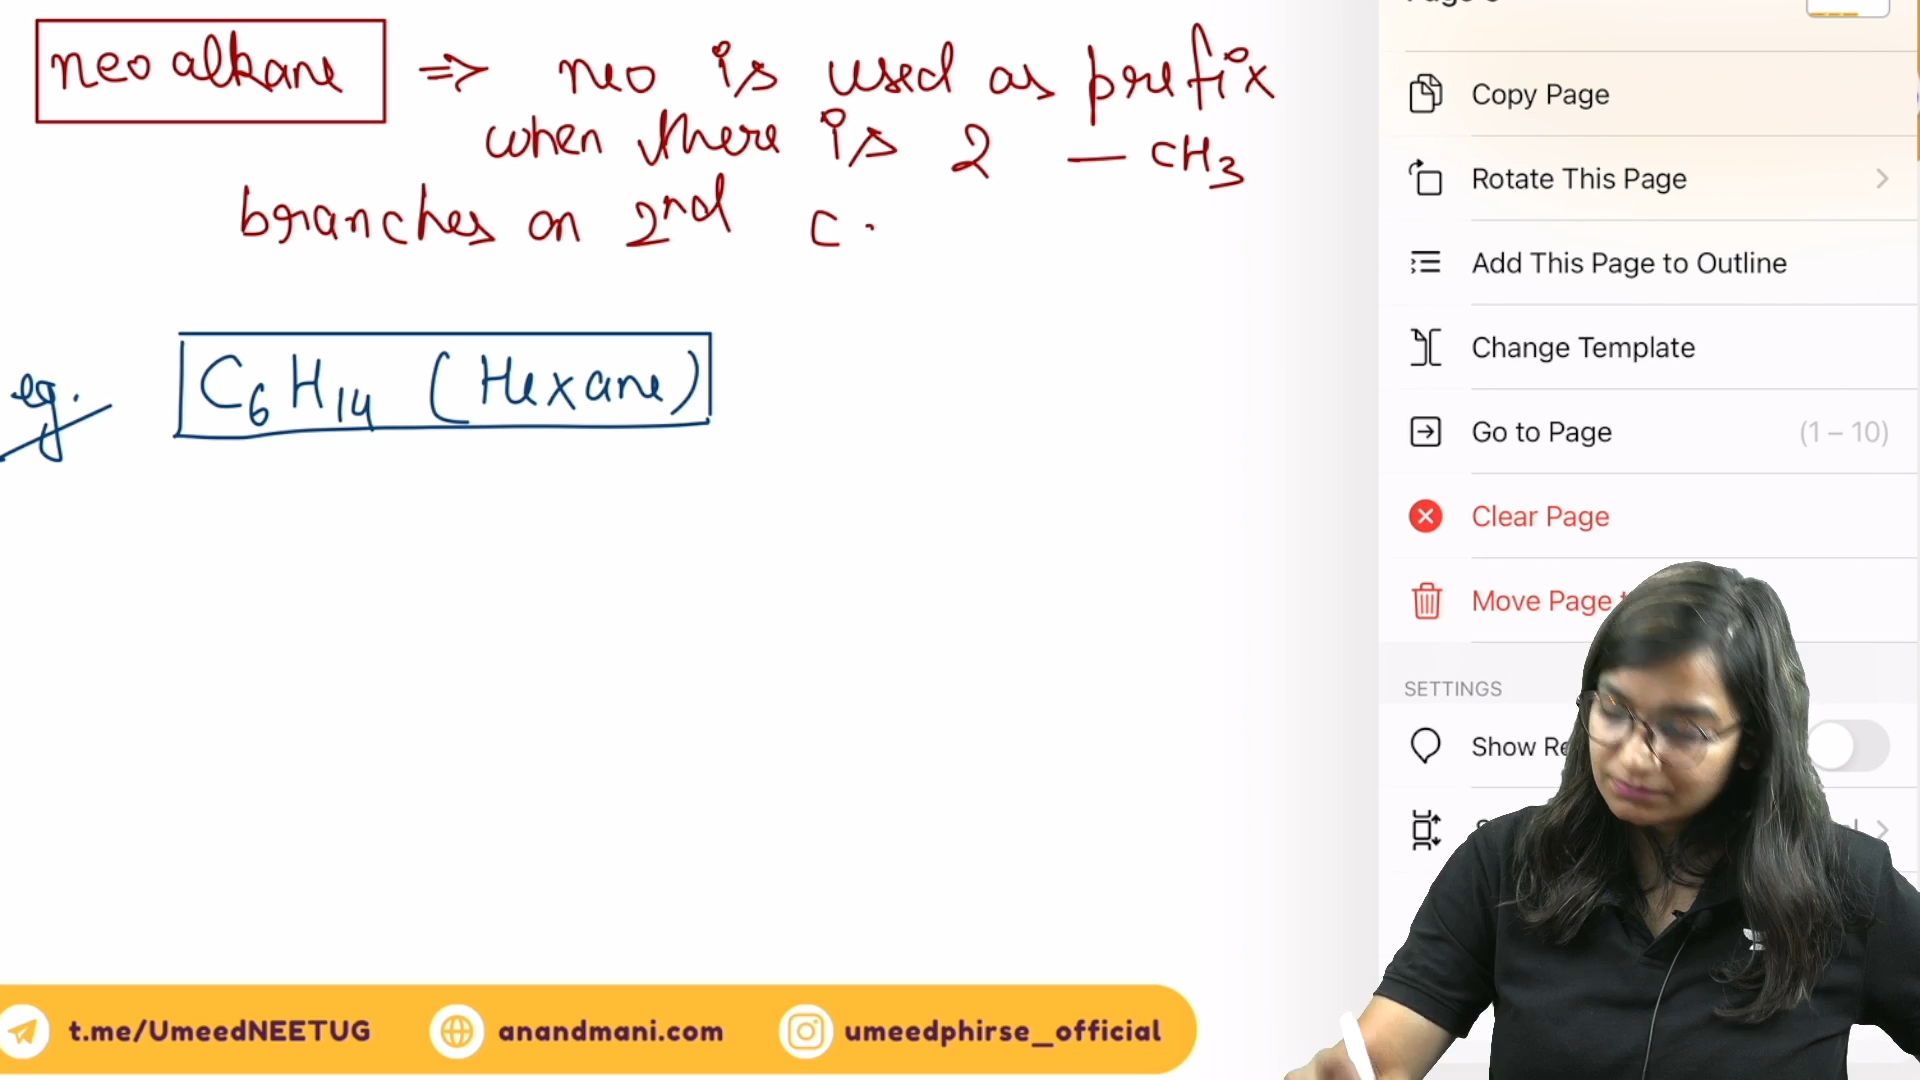 neo alkane => neo is used as prefix
when there is 2 — CH3
branches on 2nd C.
eg. C6H14 (Hexane)
Copy Page
Rotate This Page
Add This Page to Outline
Change Template
Go to Page (1 – 10)
Clear Page
Move Page
SETTINGS
Show
t.me/UmeedNEETUG anandmani.com umeedphirse_official